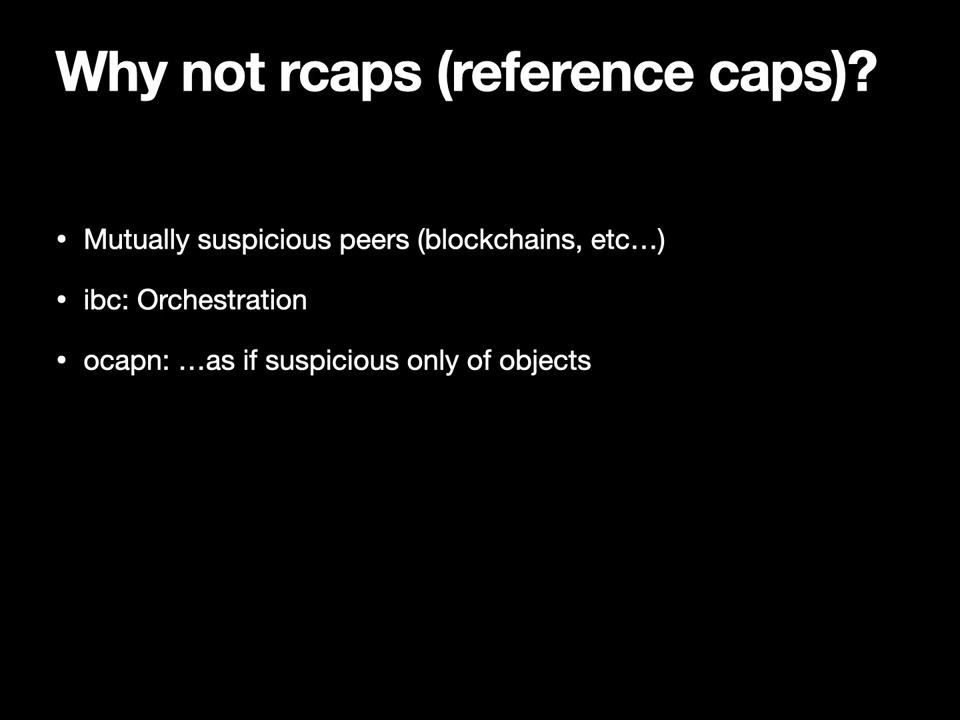 Why not rcaps (reference caps)?
• Mutually suspicious peers (blockchains, etc…)
• ibc: Orchestration
• ocapn: …as if suspicious only of objects